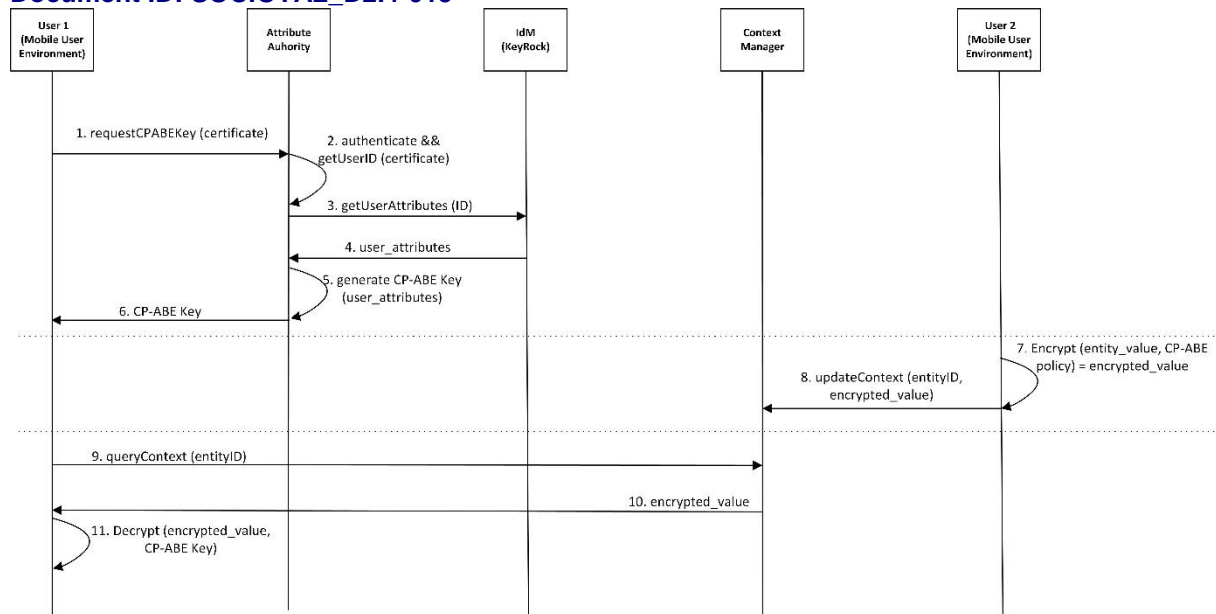 User 1
(Mobile User
Environment)
Attribute
Auhority
IdM
(KeyRock)
Context
Manager
User 2
(Mobile User
Environment)
1. requestCPABEKey (certificate)
2. authenticate &&
getUserID (certificate)
3. getUserAttributes (ID)
4. user_attributes
5. generate CP-ABE Key
(user_attributes)
6. CP-ABE Key
7. Encrypt (entity_value, CP-ABE
policy) = encrypted_value
8. updateContext (entityID,
encrypted_value)
9. queryContext (entityID)
10. encrypted_value
11. Decrypt (encrypted_value,
CP-ABE Key)